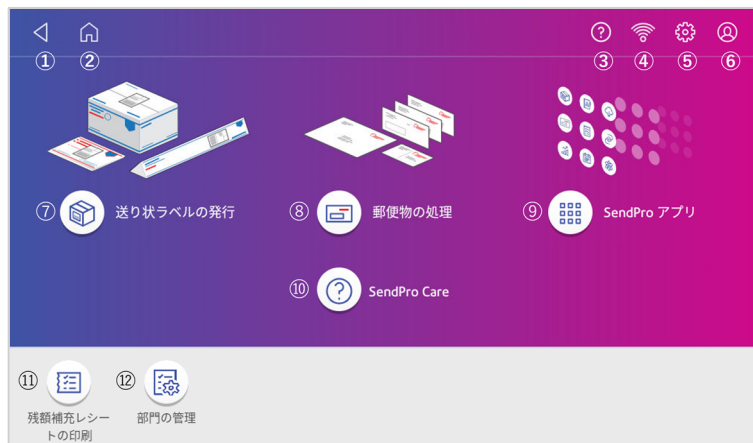 ① ② ③ ④ ⑤ ⑥
⑦ 送り状ラベルの発行 ⑧ 郵便物の処理 ⑨ SendPro アプリ
⑩ SendPro Care
⑪ ⑫
残額補充レシー 部門の管理
トの印刷